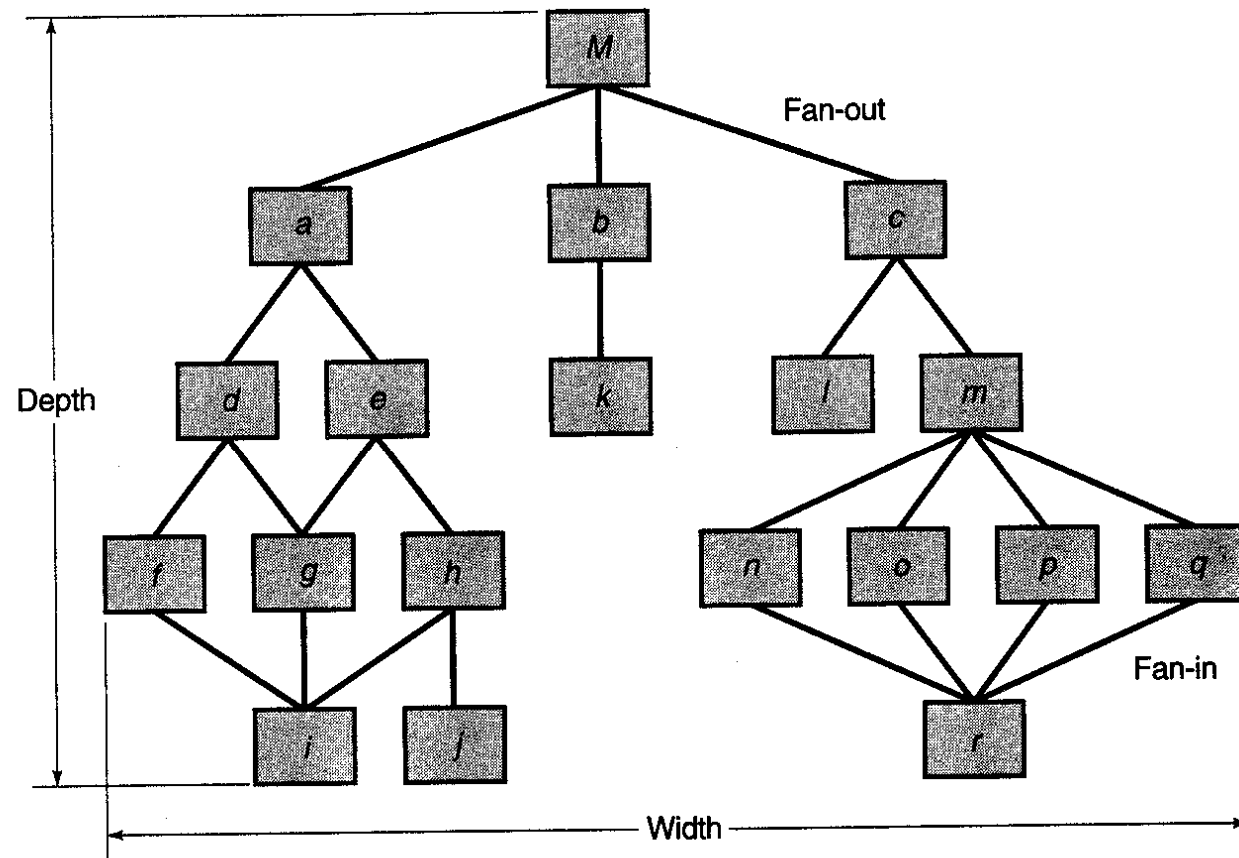 M
Fan-out
a b c
Depth
d e k l m
f g h n o p q
Fan-in
i j r
Width